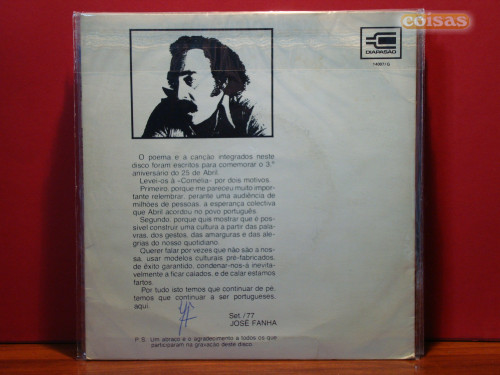 coisas
DIAPASÃO
14007/G
O poema e a canção integrados neste
disco foram escritos para comemorar o 3.º
aniversário do 25 de Abril.
Levei-os à «Cornélia» por dois motivos.
Primeiro, porque me pareceu muito impor-
tante relembrar, perante uma audiência de
milhões de pessoas, a esperança colectiva
que Abril acordou no povo português.
Segundo, porque quis mostrar que é pos-
sível construir uma cultura a partir das pala-
vras, dos gestos, das amarguras e das ale-
grias do nosso quotidiano.
Querer falar por vezes que não são a nos-
sa, usar modelos culturais pré-fabricados,
de êxito garantido, condenar-nos-ia inevita-
velmente a ficar calados, e de calar estamos
fartos.
Por tudo isto temos que continuar de pé,
temos que continuar a ser portugueses,
aqui.
Set./77
JOSÉ FANHA
P.S. Um abraço e o agradecimento a todos os que
participaram na gravação deste disco.